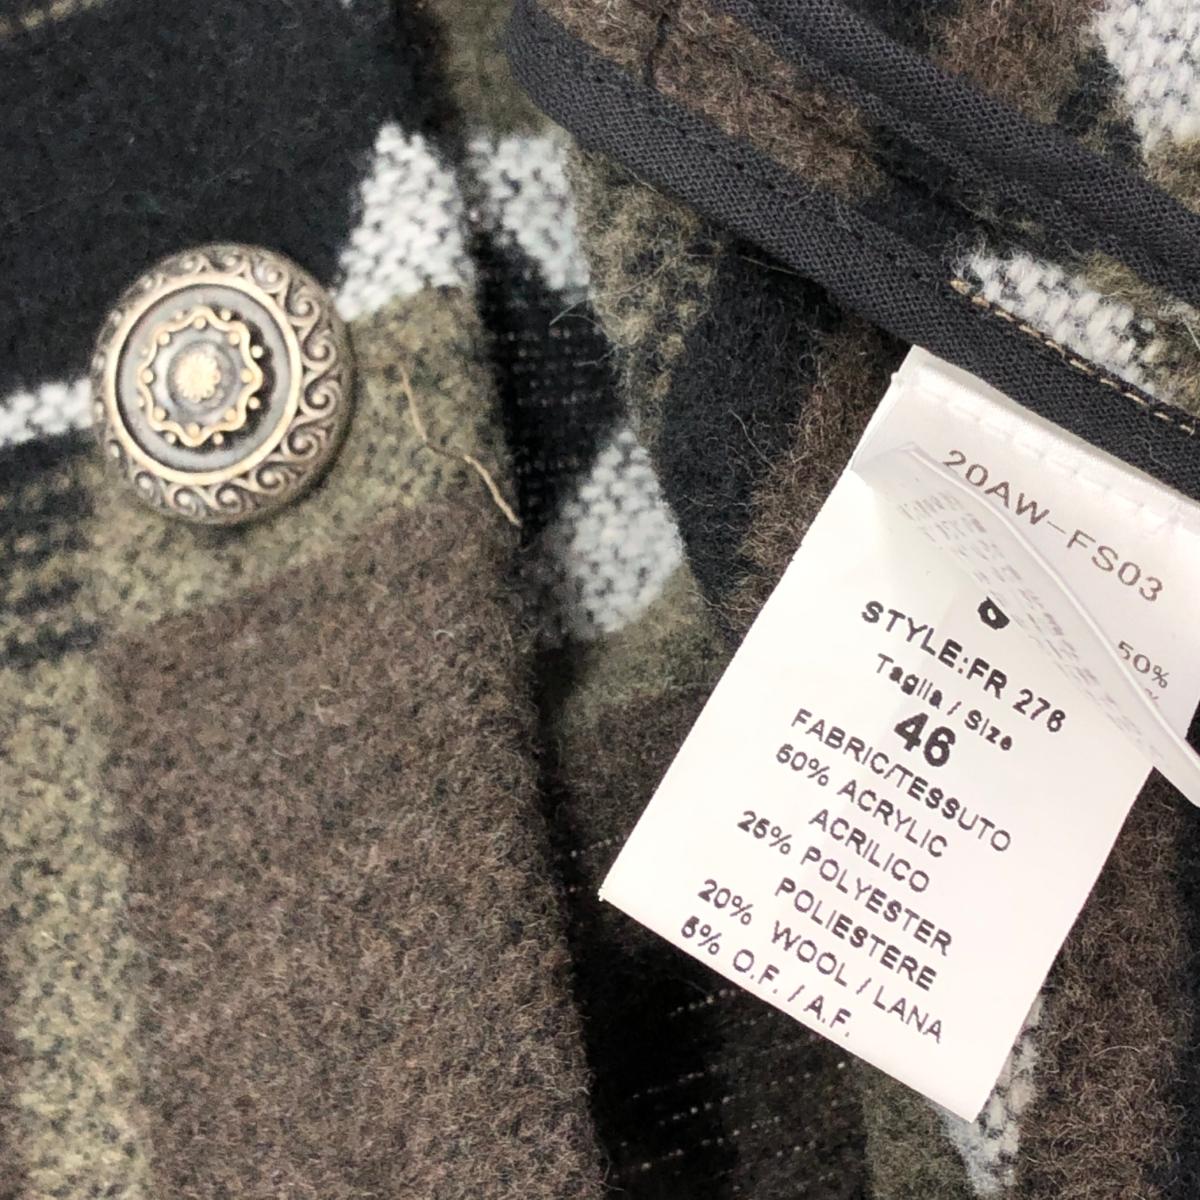 20AW-FS03
50%
STYLE:FR 276
Taglia / Size
46
FABRIC/TESSUTO
50% ACRYLIC
ACRILICO
25% POLYESTER
POLIESTERE
20% WOOL / LANA
5% O.F. / A.F.